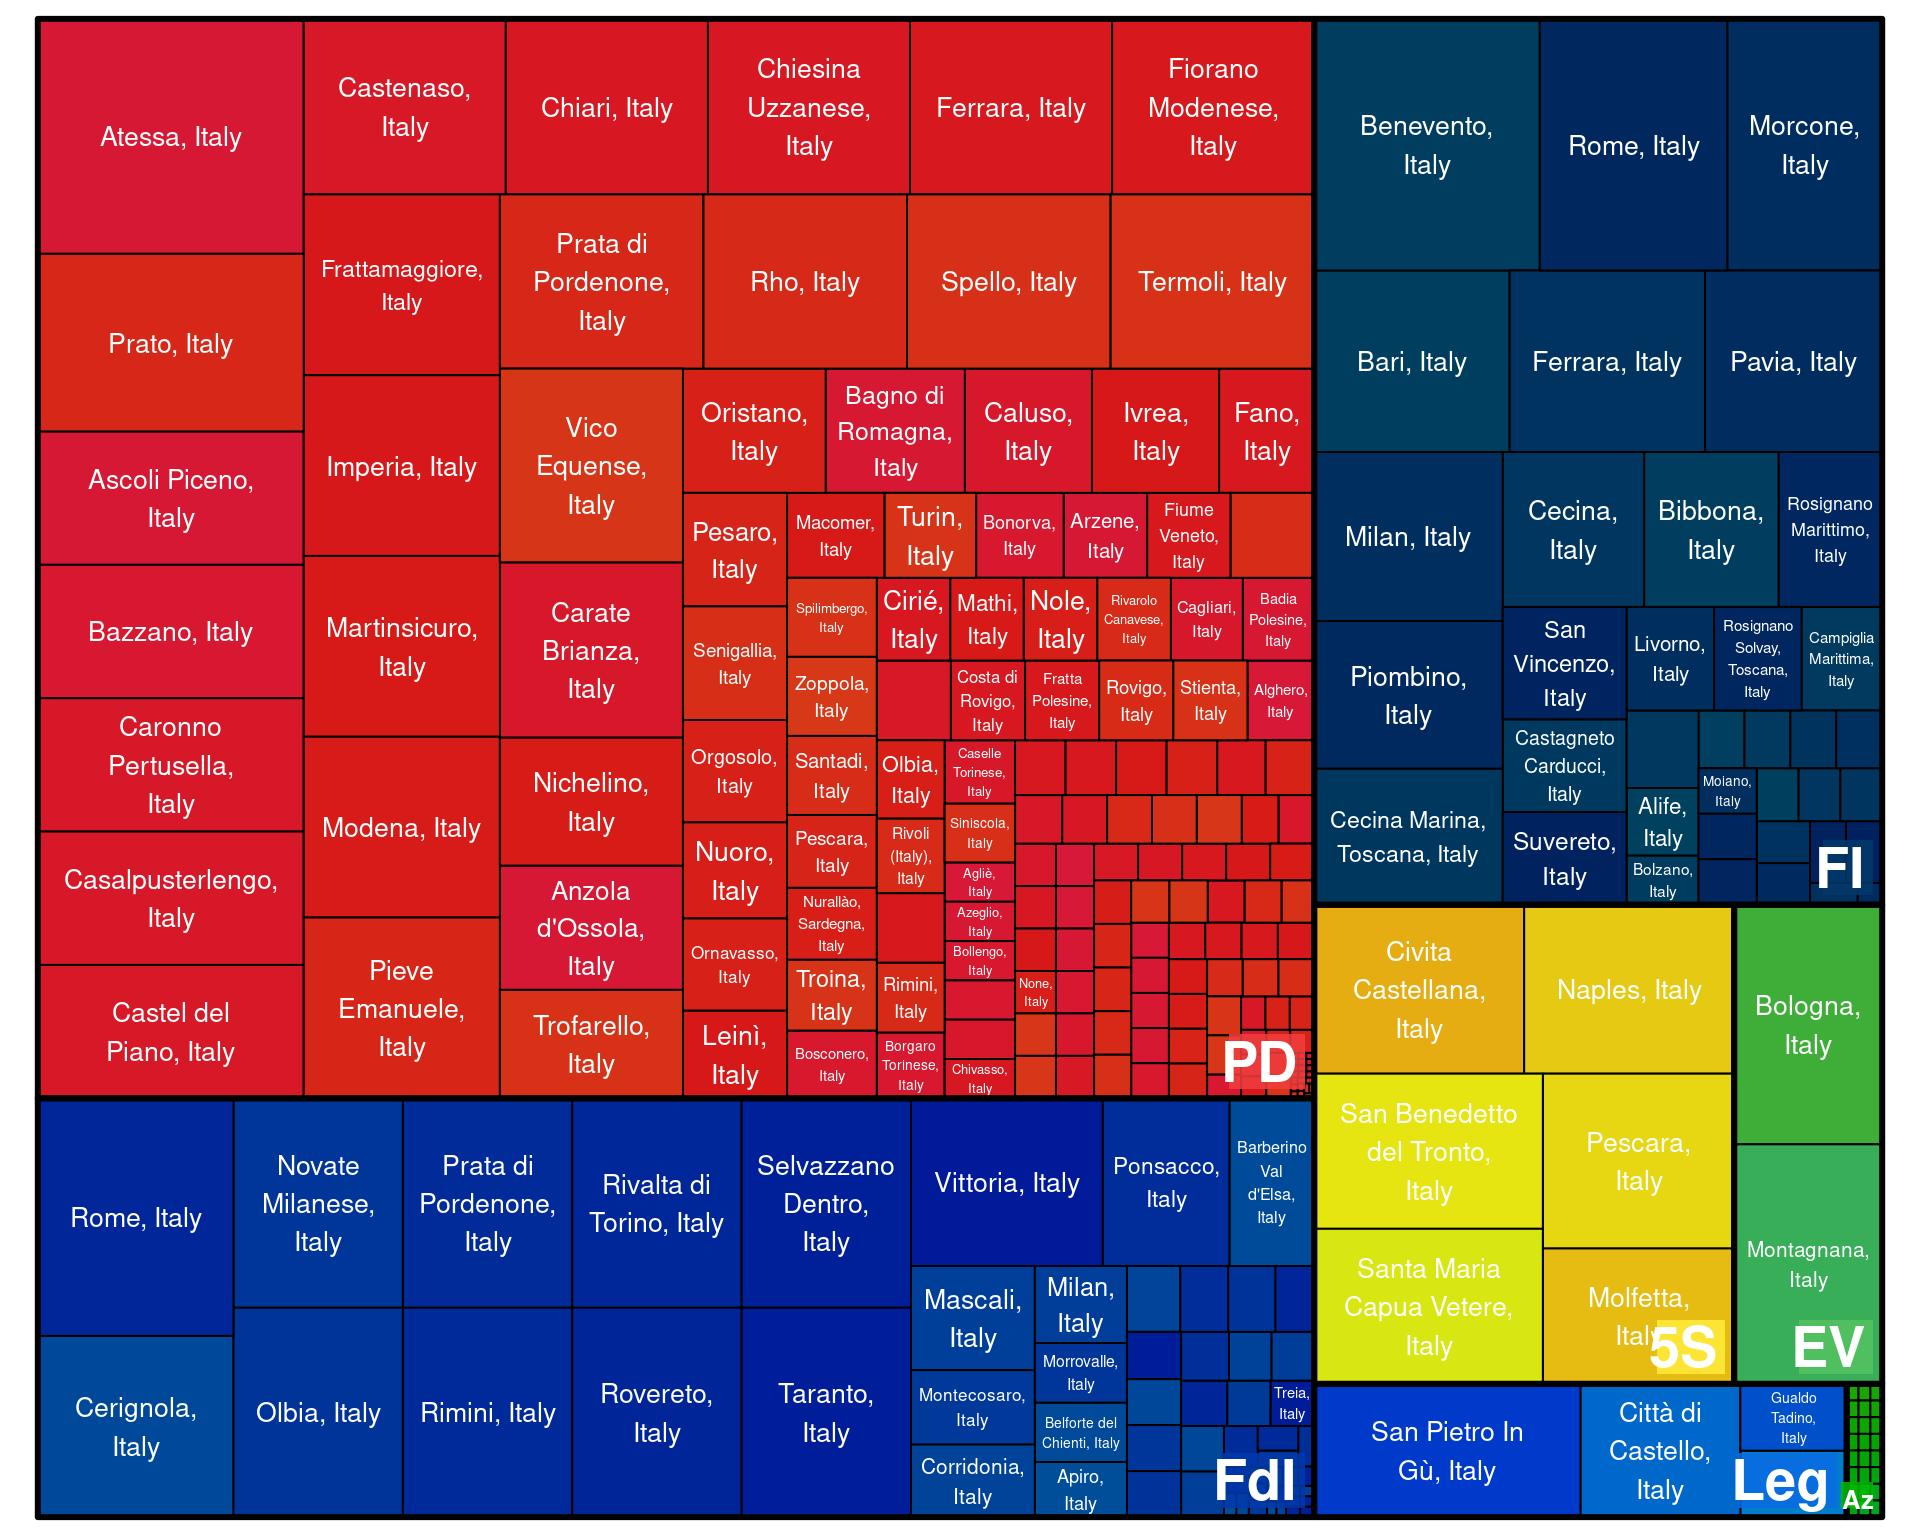 Atessa, Italy
Castenaso,
Italy
Chiari, Italy
Chiesina
Uzzanese,
Italy
Ferrara, Italy
Fiorano
Modenese,
Italy
Prato, Italy
Frattamaggiore,
Italy
Prata di
Pordenone,
Italy
Rho, Italy
Spello, Italy
Termoli, Italy
Ascoli Piceno,
Italy
Imperia, Italy
Vico
Equense,
Italy
Oristano,
Italy
Bagno di
Romagna,
Italy
Caluso,
Italy
Ivrea,
Italy
Fano,
Italy
Bazzano, Italy
Martinsicuro,
Italy
Carate
Brianza,
Italy
Pesaro,
Italy
Macomer,
Italy
Turin,
Italy
Bonorva,
Italy
Arzene,
Italy
Fiume
Veneto,
Italy
Senigallia,
Italy
Spilimbergo,
Italy
Cirié,
Italy
Mathi,
Italy
Nole,
Italy
Rivarolo
Canavese,
Italy
Cagliari,
Italy
Badia
Polesine,
Italy
Zoppola,
Italy
Costa di
Rovigo,
Italy
Fratta
Polesine,
Italy
Rovigo,
Italy
Stienta,
Italy
Alghero,
Italy
Caronno
Pertusella,
Italy
Modena, Italy
Nichelino,
Italy
Orgosolo,
Italy
Santadi,
Italy
Olbia,
Italy
Caselle
Torinese,
Italy
Casalpusterlengo,
Italy
Nuoro,
Italy
Pescara,
Italy
Rivoli
(Italy),
Italy
Siniscola,
Italy
Anzola
d'Ossola,
Italy
Nurallào,
Sardegna,
Italy
Agliè,
Italy
Azeglio,
Italy
Castel del
Piano, Italy
Pieve
Emanuele,
Italy
Trofarello,
Italy
Ornavasso,
Italy
Troina,
Italy
Rimini,
Italy
Bollengo,
Italy
None,
Italy
Leinì,
Italy
Bosconero,
Italy
Borgaro
Torinese,
Italy
Chivasso,
Italy
PD
Benevento,
Italy
Rome, Italy
Morcone,
Italy
Bari, Italy
Ferrara, Italy
Pavia, Italy
Milan, Italy
Cecina,
Italy
Bibbona,
Italy
Rosignano
Marittimo,
Italy
Piombino,
Italy
San
Vincenzo,
Italy
Livorno,
Italy
Rosignano
Solvay,
Toscana,
Italy
Campiglia
Marittima,
Italy
Castagneto
Carducci,
Italy
Moiano,
Italy
Cecina Marina,
Toscana, Italy
Alife,
Italy
Suvereto,
Italy
Bolzano,
Italy
FI
Civita
Castellana,
Italy
Naples, Italy
San Benedetto
del Tronto,
Italy
Pescara,
Italy
Santa Maria
Capua Vetere,
Italy
Molfetta,
Italy
5S
Bologna,
Italy
Montagnana,
Italy
EV
Rome, Italy
Novate
Milanese,
Italy
Prata di
Pordenone,
Italy
Rivalta di
Torino, Italy
Selvazzano
Dentro,
Italy
Vittoria, Italy
Ponsacco,
Italy
Barberino
Val
d'Elsa,
Italy
Cerignola,
Italy
Olbia, Italy
Rimini, Italy
Rovereto,
Italy
Taranto,
Italy
Mascali,
Italy
Milan,
Italy
Morrovalle,
Italy
Montecosaro,
Italy
Belforte del
Chienti, Italy
Treia,
Italy
Corridonia,
Italy
Apiro,
Italy
FdI
San Pietro In
Gù, Italy
Città di
Castello,
Italy
Gualdo
Tadino,
Italy
Leg
Az